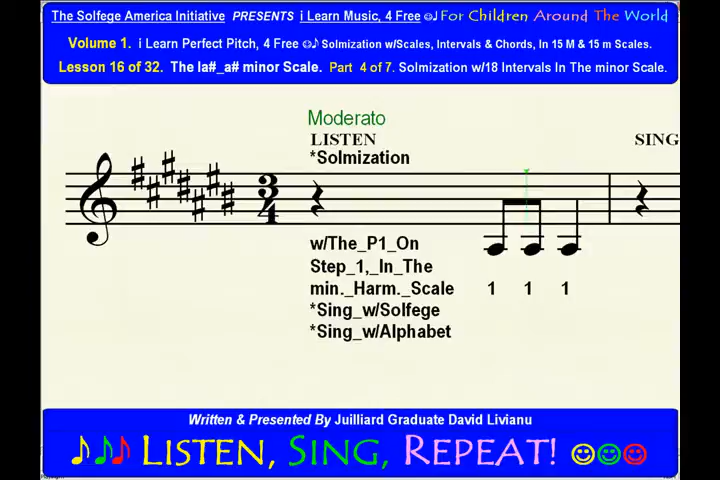 The Solfege America Initiative PRESENTS i Learn Music, 4 Free For Children Around The World
Volume 1. i Learn Perfect Pitch, 4 Free Solmization w/Scales, Intervals & Chords, In 15 M & 15 m Scales.
Lesson 16 of 32. The la#_a# minor Scale. Part 4 of 7. Solmization w/18 Intervals In The minor Scale.
Moderato
LISTEN SING
*Solmization
3
4
w/The_P1_On
Step_1,_In_The
min._Harm._Scale 1 1 1
*Sing_w/Solfege
*Sing_w/Alphabet
Written & Presented By Juilliard Graduate David Livianu
LISTEN, SING, REPEAT!